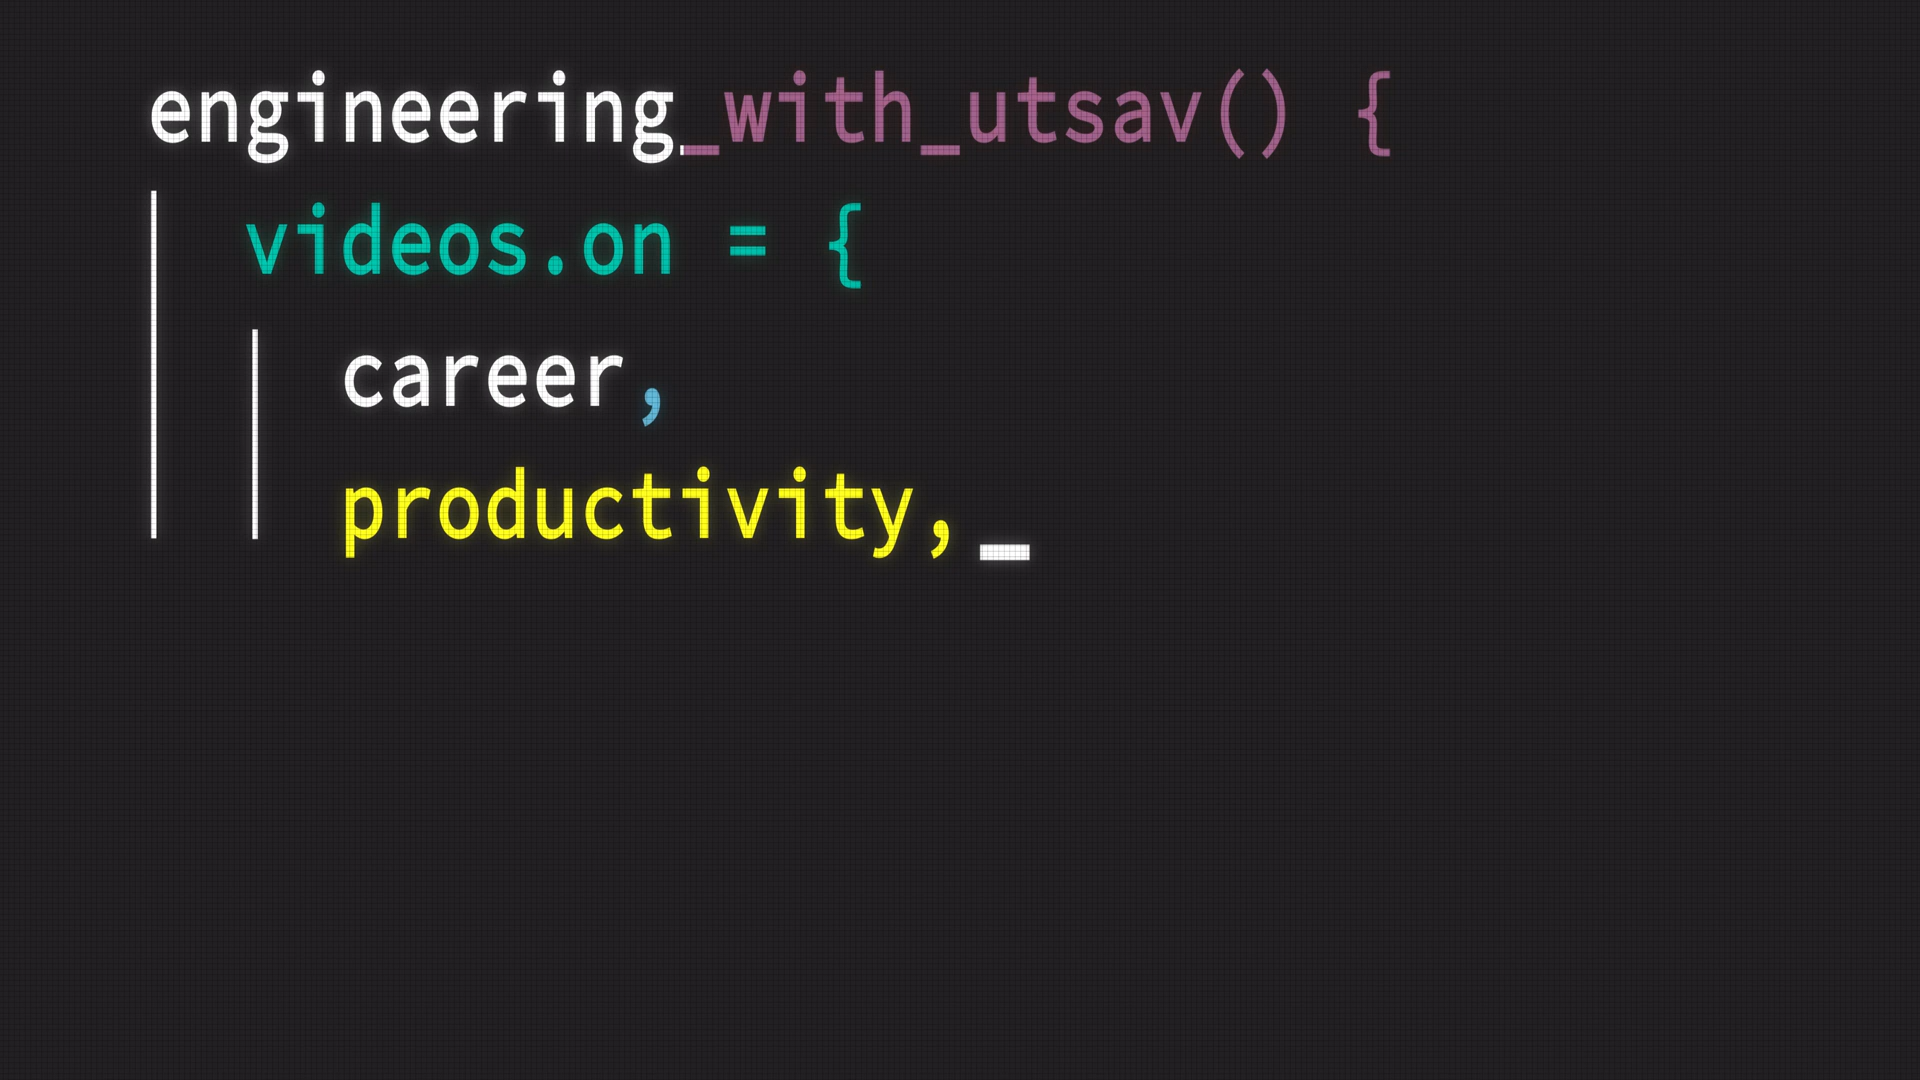 engineering_with_utsav() {
videos.on = {
career,
productivity,_